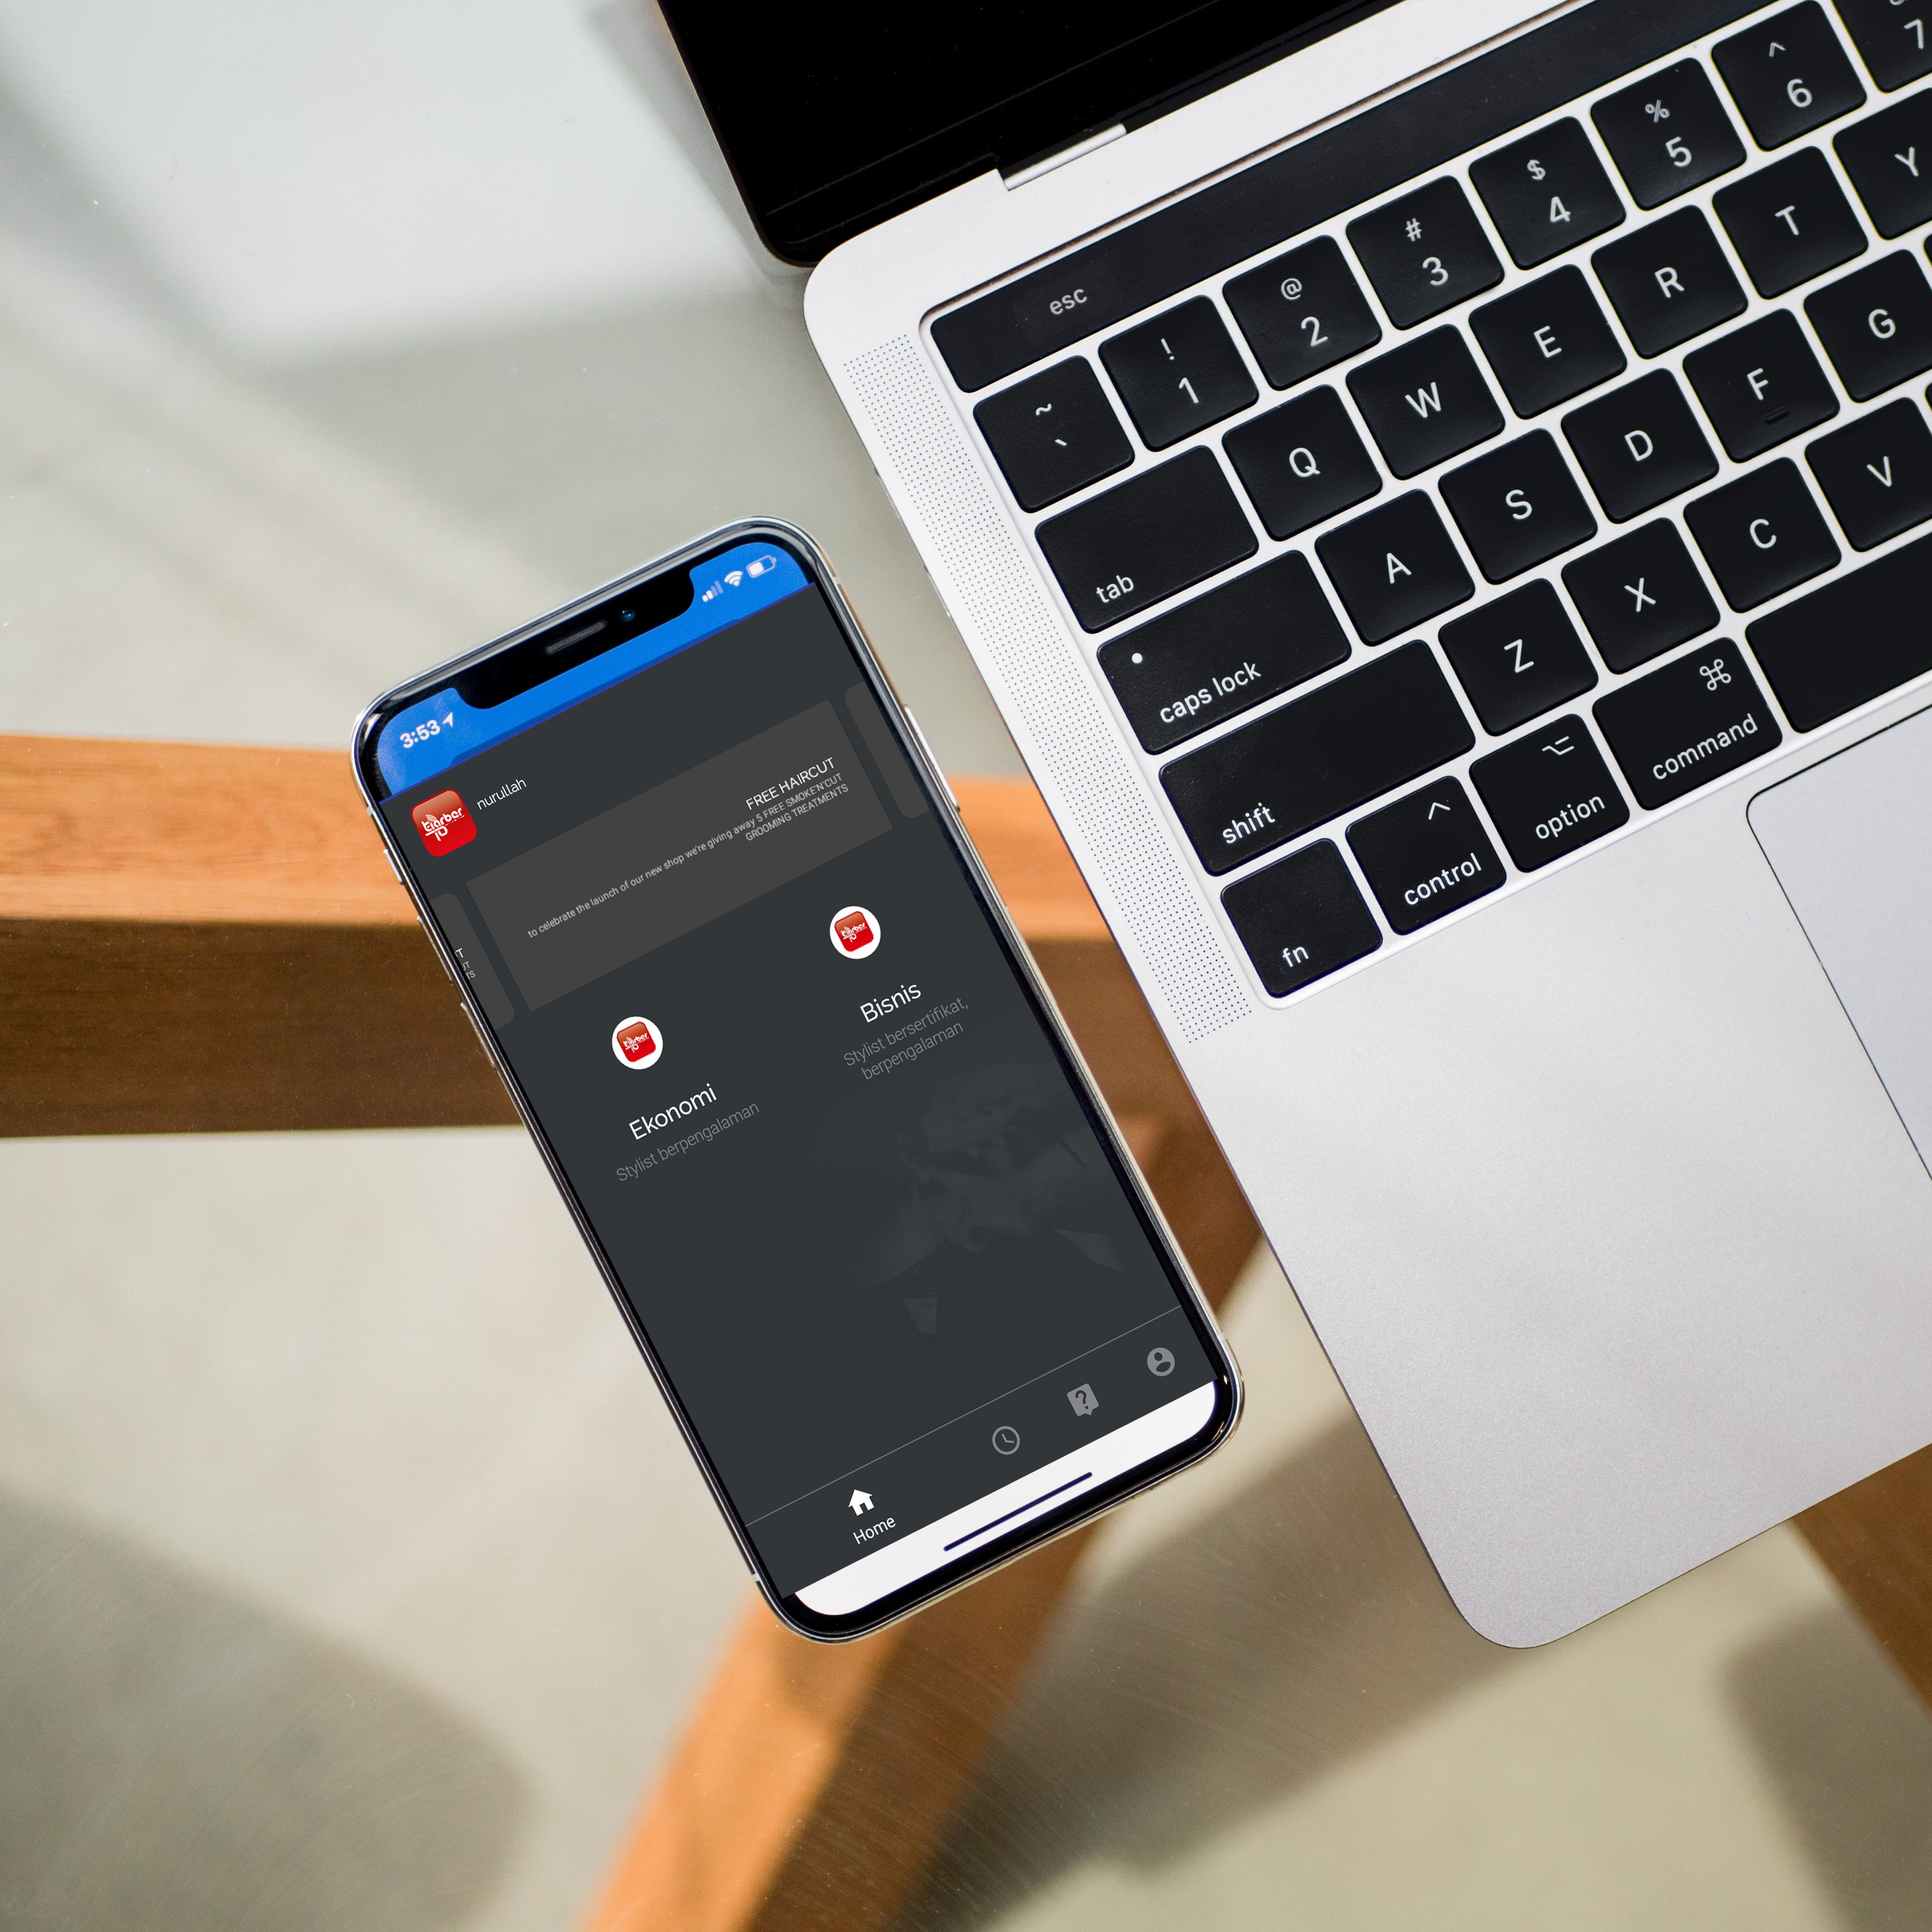 3:53
nurullah
FREE HAIRCUT
to celebrate the launch of our new shop we're giving away 5 FREE SMOKE'N'CUT
GROOMING TREATMENTS
T
UT
TS
Ekonomi
Stylist berpengalaman
Bisnis
Stylist bersertifikat,
berpengalaman
Home
esc
~
`
!
1
@
2
#
3
$
4
%
5
^
6
7
tab
Q
W
E
R
T
Y
caps lock
A
S
D
F
G
shift
Z
X
C
V
fn
control
option
command